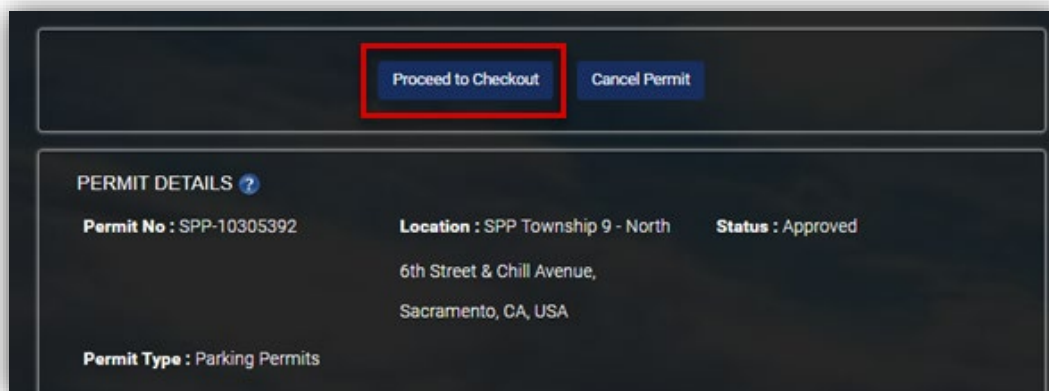 Proceed to Checkout Cancel Permit
PERMIT DETAILS ?
Permit No : SPP-10305392 Location : SPP Township 9 - North Status : Approved
6th Street & Chill Avenue,
Sacramento, CA, USA
Permit Type : Parking Permits